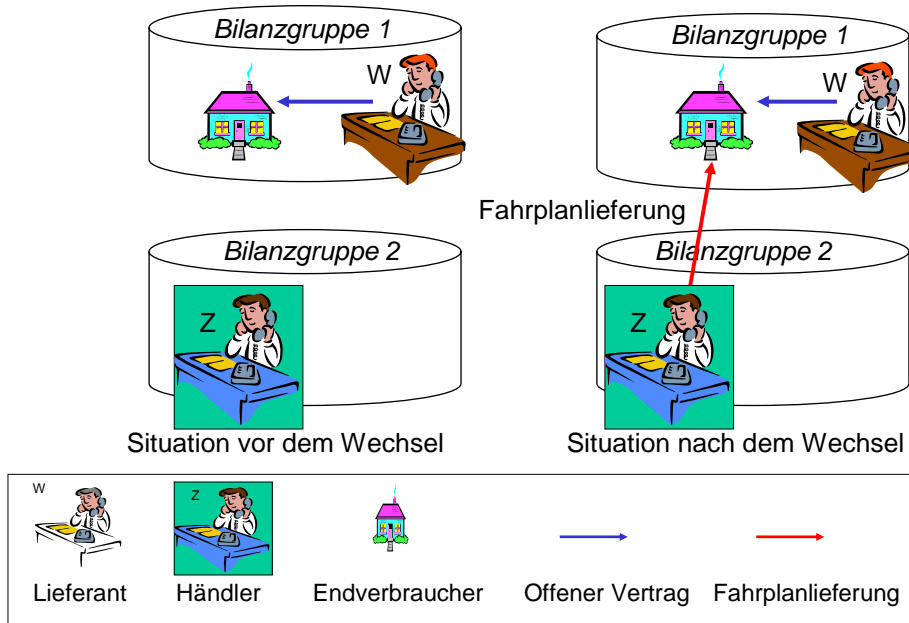 Bilanzgruppe 1
W
Bilanzgruppe 1
W
Fahrplanlieferung
Bilanzgruppe 2
Z
Bilanzgruppe 2
Z
Situation vor dem Wechsel
Situation nach dem Wechsel
W
Z
Lieferant
Händler
Endverbraucher
Offener Vertrag
Fahrplanlieferung